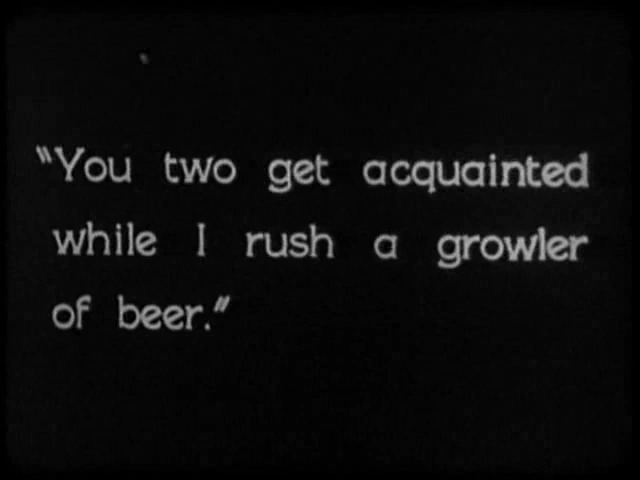 "You two get acquainted
while I rush a growler
of beer."